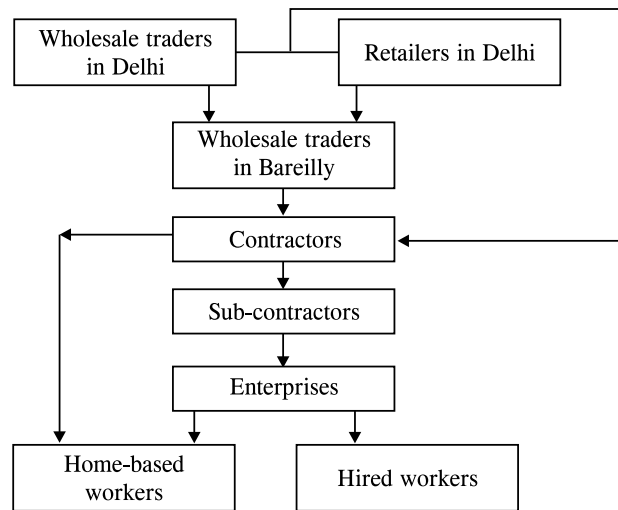 Wholesale traders
in Delhi
Retailers in Delhi
Wholesale traders
in Bareilly
Contractors
Sub-contractors
Enterprises
Home-based
workers
Hired workers